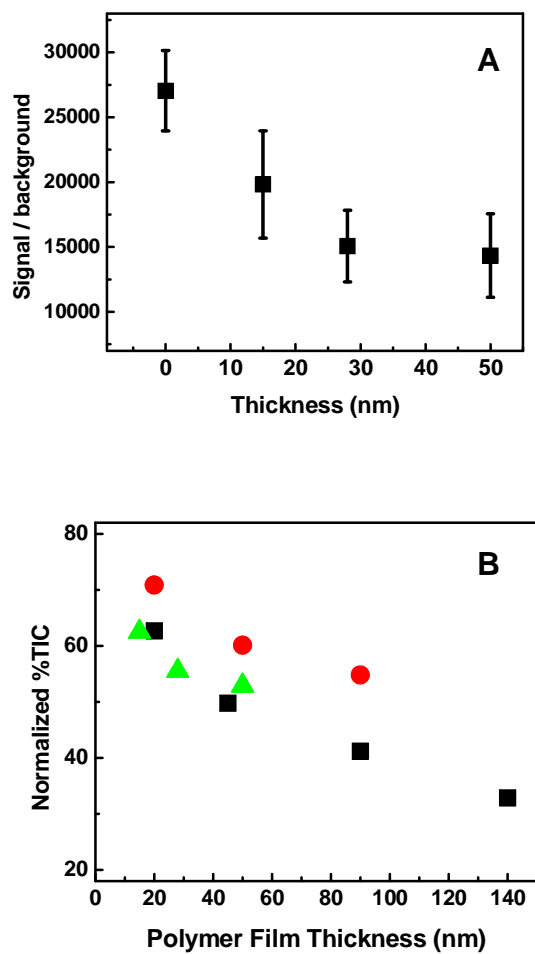 A
30000
25000
20000
15000
10000
Signal / background
0 10 20 30 40 50
Thickness (nm)
B
80
60
40
20
Normalized %TIC
0 20 40 60 80 100 120 140
Polymer Film Thickness (nm)